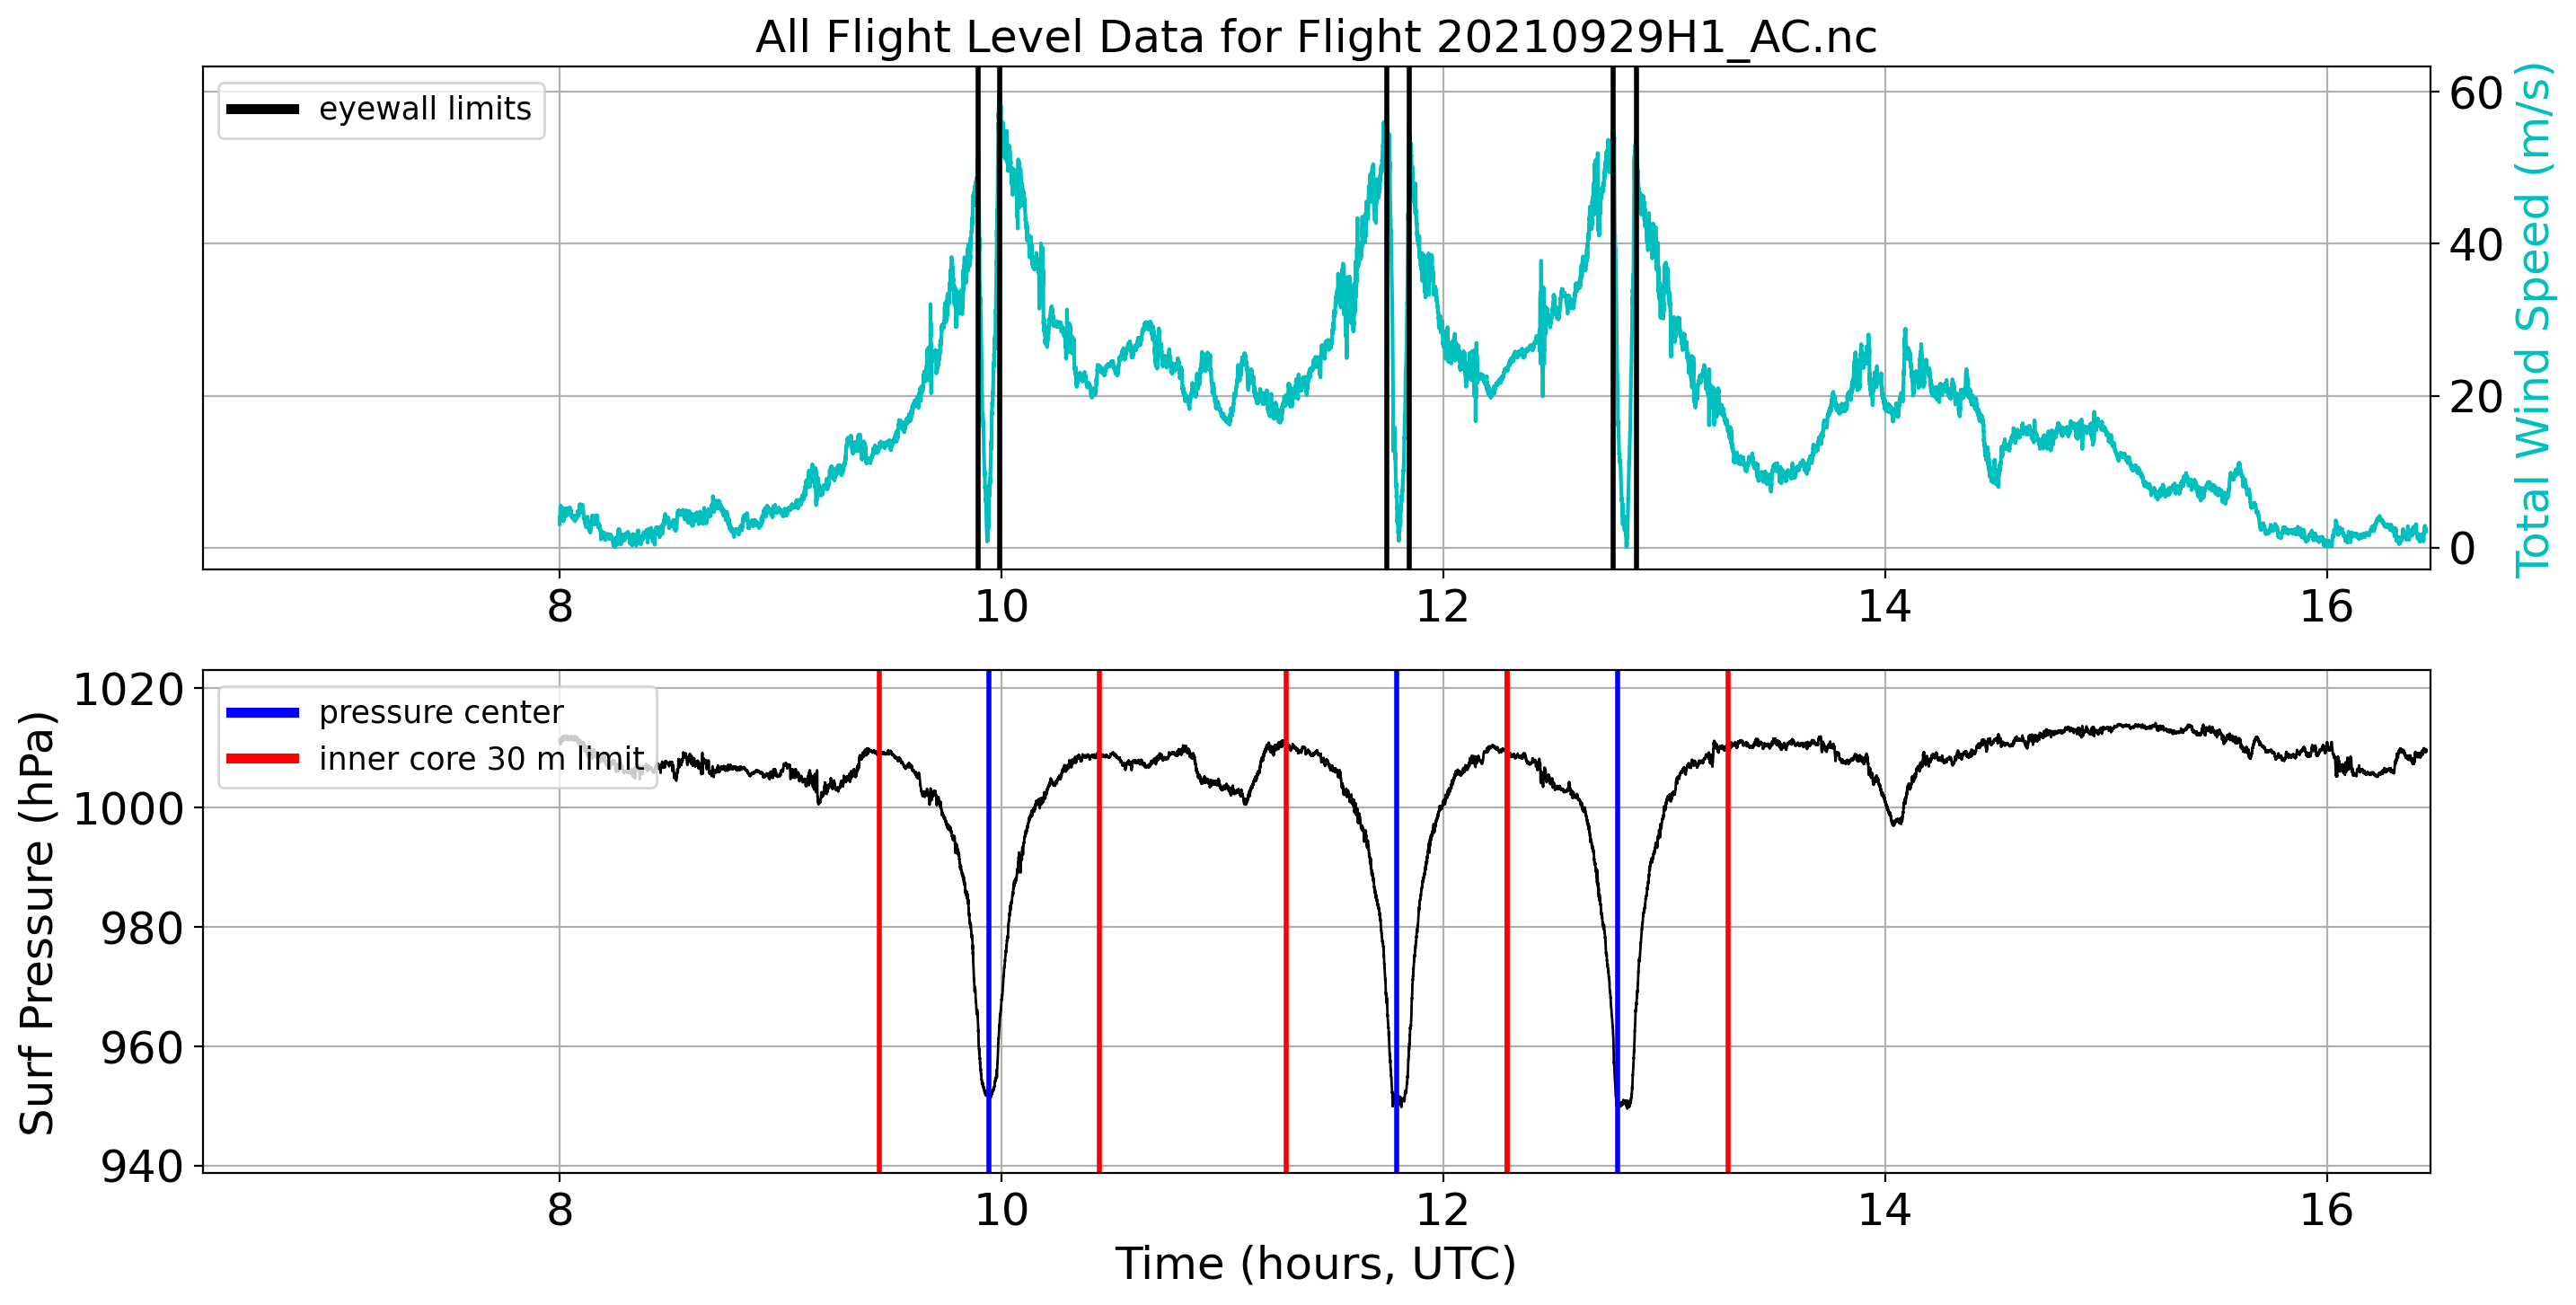 All Flight Level Data for Flight 20210929H1_AC.nc
eyewall limits
60
40
20
0
Total Wind Speed (m/s)
8 10 12 14 16
1020
1000
980
960
940
Surf Pressure (hPa)
pressure center
inner core 30 m limit
8 10 12 14 16
Time (hours, UTC)